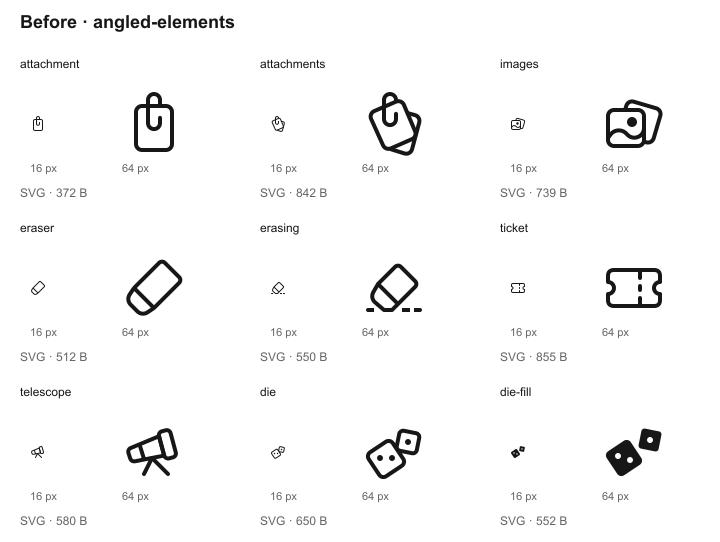 Before · angled-elements
attachment attachments images
16 px 64 px 16 px 64 px 16 px 64 px
SVG · 372 B SVG · 842 B SVG · 739 B
eraser erasing ticket
16 px 64 px 16 px 64 px 16 px 64 px
SVG · 512 B SVG · 550 B SVG · 855 B
telescope die die-fill
16 px 64 px 16 px 64 px 16 px 64 px
SVG · 580 B SVG · 650 B SVG · 552 B